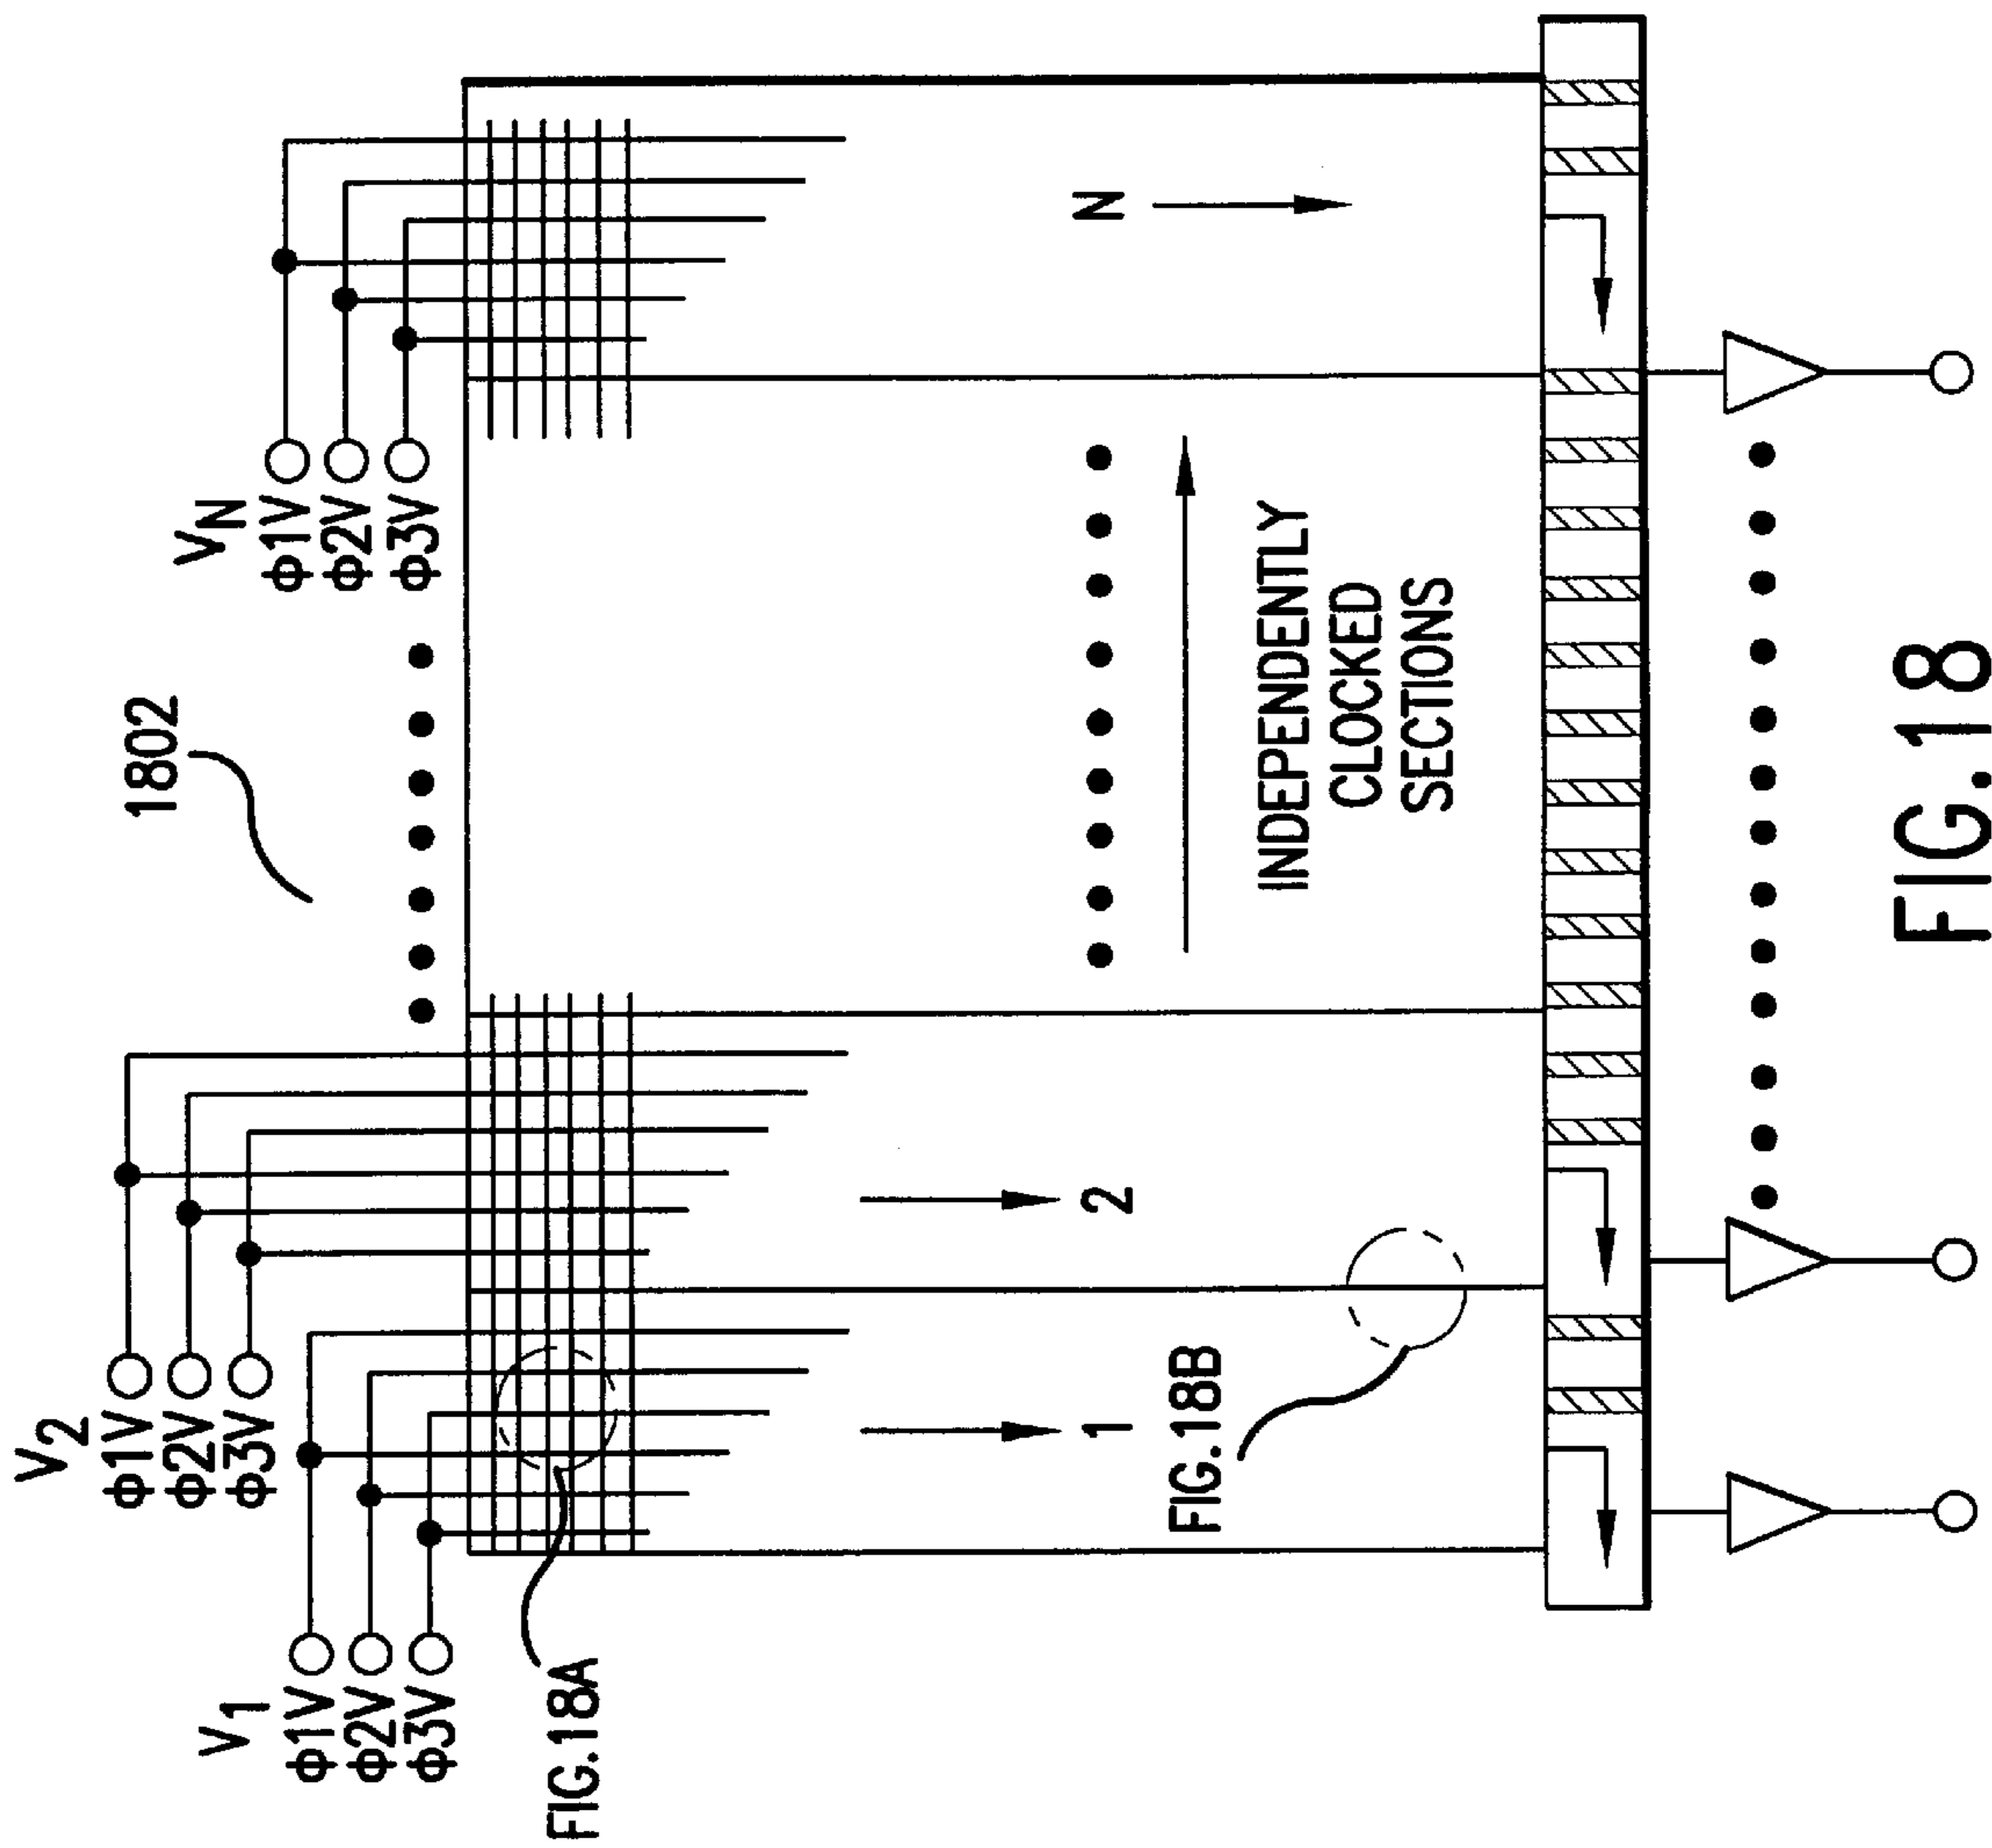 1802
V1
Φ1V
Φ2V
Φ3V
V2
Φ1V
Φ2V
Φ3V
VN
Φ1V
Φ2V
Φ3V
FIG.18A
1
2
N
FIG.18B
INDEPENDENTLY
CLOCKED
SECTIONS
FIG.18